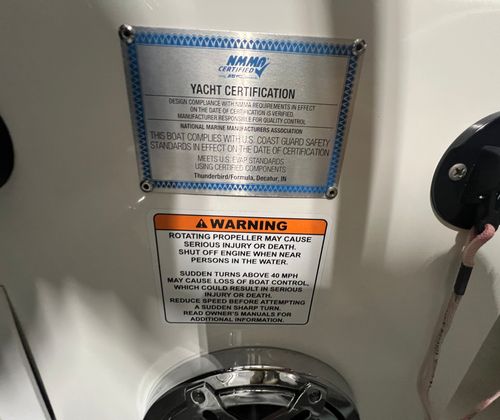 NMMA
CERTIFIED
YACHT CERTIFICATION
DESIGN COMPLIANCE WITH NMMA REQUIREMENTS IN EFFECT
ON THE DATE OF CERTIFICATION IS VERIFIED.
MANUFACTURER RESPONSIBLE FOR QUALITY CONTROL.
NATIONAL MARINE MANUFACTURERS ASSOCIATION
THIS BOAT COMPLIES WITH U.S. COAST GUARD SAFETY
STANDARDS IN EFFECT ON THE DATE OF CERTIFICATION
MEETS U.S. EVAP STANDARDS
USING CERTIFIED COMPONENTS
Thunderbird/Formula, Decatur, IN
WARNING
ROTATING PROPELLER MAY CAUSE
SERIOUS INJURY OR DEATH.
SHUT OFF ENGINE WHEN NEAR
PERSONS IN THE WATER.
SUDDEN TURNS ABOVE 40 MPH
MAY CAUSE LOSS OF BOAT CONTROL,
WHICH COULD RESULT IN SERIOUS
INJURY OR DEATH.
REDUCE SPEED BEFORE ATTEMPTING
A SUDDEN SHARP TURN.
READ OWNER'S MANUALS FOR
ADDITIONAL INFORMATION.